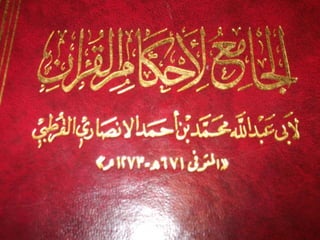 الجامع لأحكام القرآن
لأبي عبد الله محمد بن أحمد الأنصاري القرطبي
«المتوفى ٦٧١هـ - ١٢٧٣م»